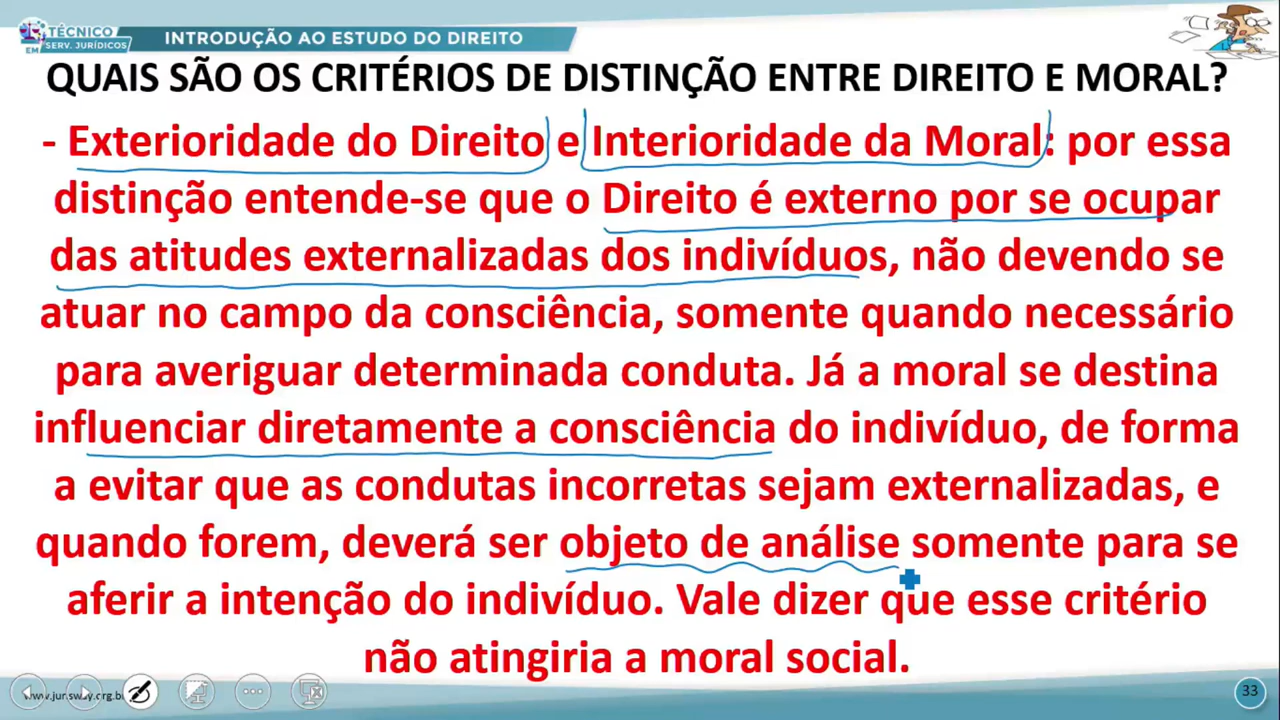 TÉCNICO
EM SERV. JURÍDICOS
INTRODUÇÃO AO ESTUDO DO DIREITO
QUAIS SÃO OS CRITÉRIOS DE DISTINÇÃO ENTRE DIREITO E MORAL?
- Exterioridade do Direito e Interioridade da Moral: por essa
distinção entende-se que o Direito é externo por se ocupar
das atitudes externalizadas dos indivíduos, não devendo se
atuar no campo da consciência, somente quando necessário
para averiguar determinada conduta. Já a moral se destina
influenciar diretamente a consciência do indivíduo, de forma
a evitar que as condutas incorretas sejam externalizadas, e
quando forem, deverá ser objeto de análise somente para se
aferir a intenção do indivíduo. Vale dizer que esse critério
não atingiria a moral social.
www.jurisway.org.br
33